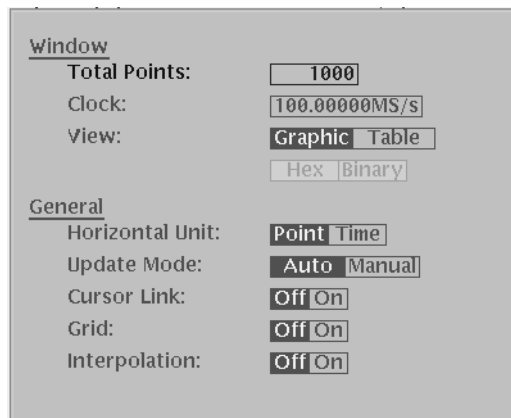 Window
Total Points: 1000
Clock: 100.00000MS/s
View: Graphic Table
Hex Binary
General
Horizontal Unit: Point Time
Update Mode: Auto Manual
Cursor Link: Off On
Grid: Off On
Interpolation: Off On